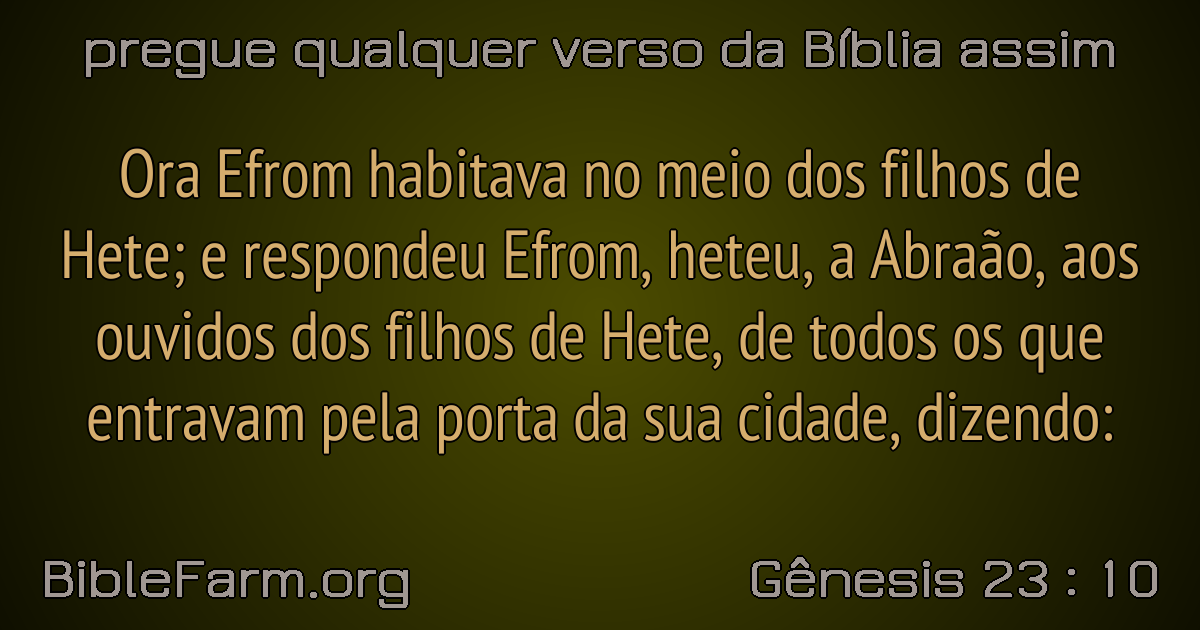 pregue qualquer verso da Bíblia assim
Ora Efrom habitava no meio dos filhos de
Hete; e respondeu Efrom, heteu, a Abraão, aos
ouvidos dos filhos de Hete, de todos os que
entravam pela porta da sua cidade, dizendo:
BibleFarm.org
Gênesis 23 : 10